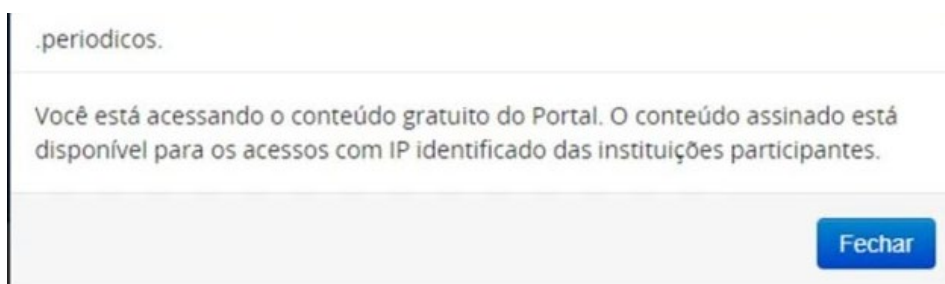 .periodicos.
Você está acessando o conteúdo gratuito do Portal. O conteúdo assinado está
disponível para os acessos com IP identificado das instituições participantes.
Fechar